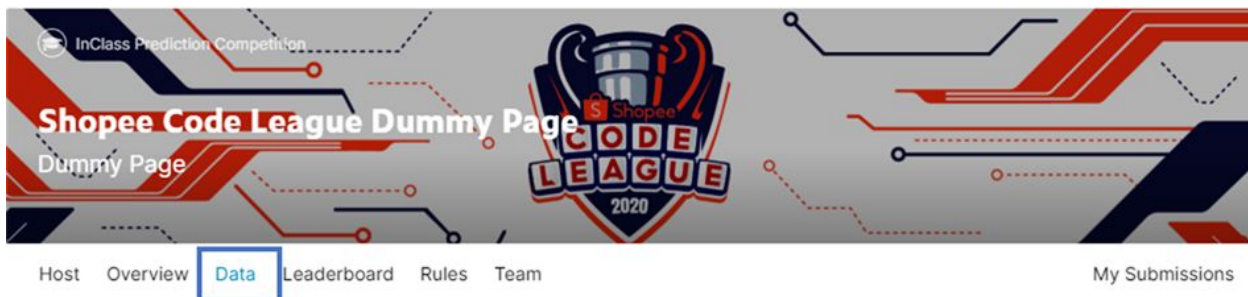 InClass Prediction Competition
Shopee Code League Dummy Page
Dummy Page
S Shopee
CODE
LEAGUE
2020
Host Overview Data Leaderboard Rules Team My Submissions